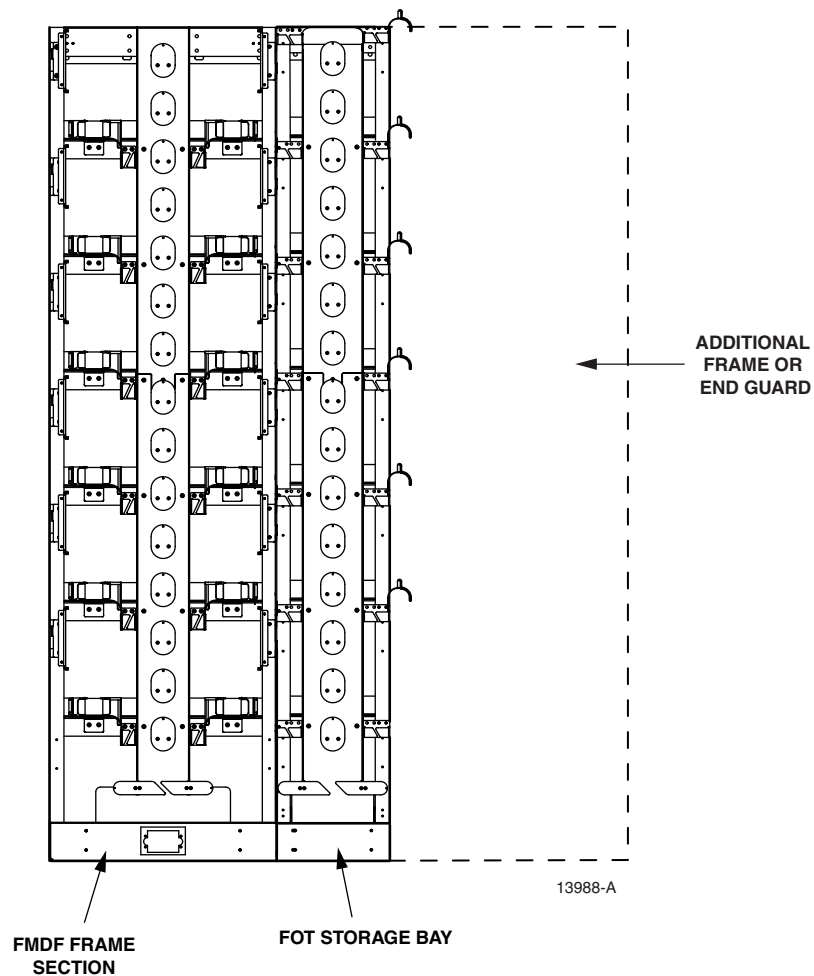 ADDITIONAL
FRAME OR
END GUARD
13988-A
FOT STORAGE BAY
FMDF FRAME
SECTION